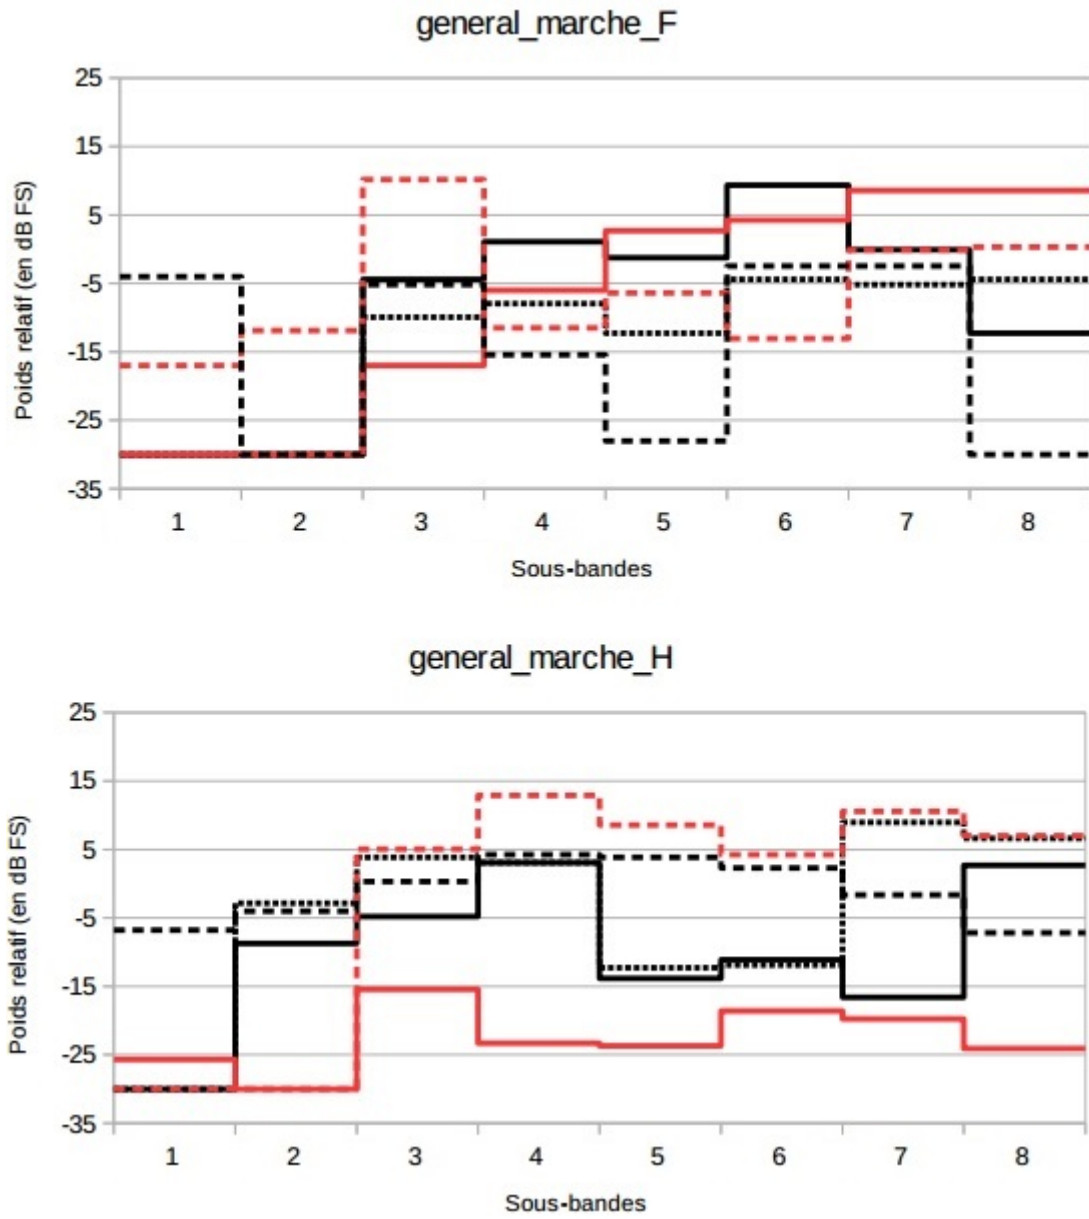 general_marche_F
25
15
5
-5
-15
-25
-35
Poids relatif (en dB FS)
1 2 3 4 5 6 7 8
Sous-bandes
general_marche_H
25
15
5
-5
-15
-25
-35
Poids relatif (en dB FS)
1 2 3 4 5 6 7 8
Sous-bandes